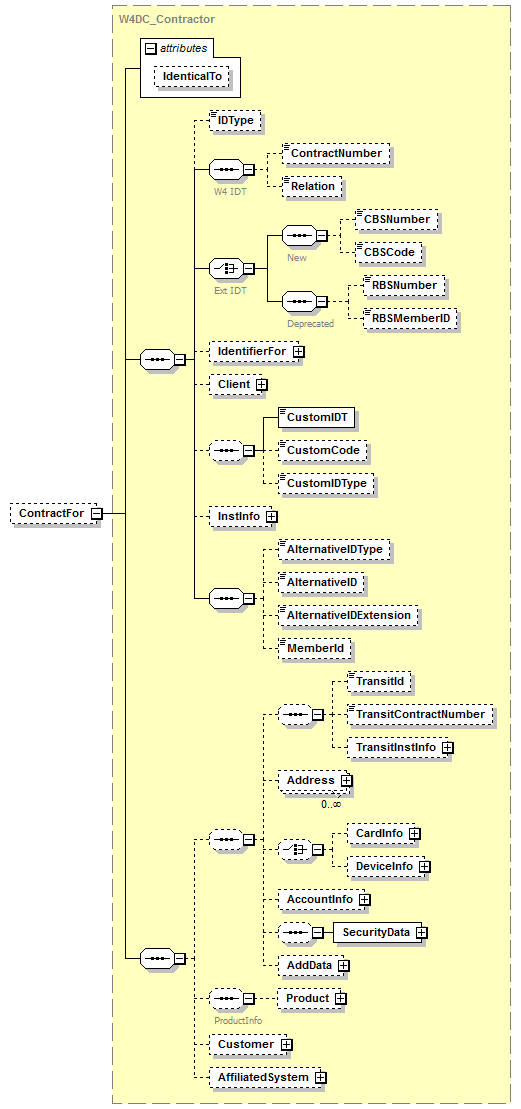 W4DC_Contractor
attributes
IdenticalTo
IDType
ContractNumber
W4 IDT
Relation
CBSNumber
New
CBSCode
Ext IDT
RBSNumber
Deprecated
RBSMemberID
IdentifierFor
Client
CustomIDT
CustomCode
CustomIDType
ContractFor
InstInfo
AlternativeIDType
AlternativeID
AlternativeIDExtension
MemberId
TransitId
TransitContractNumber
TransitInstInfo
Address
0..∞
CardInfo
DeviceInfo
AccountInfo
SecurityData
AddData
Product
ProductInfo
Customer
AffiliatedSystem